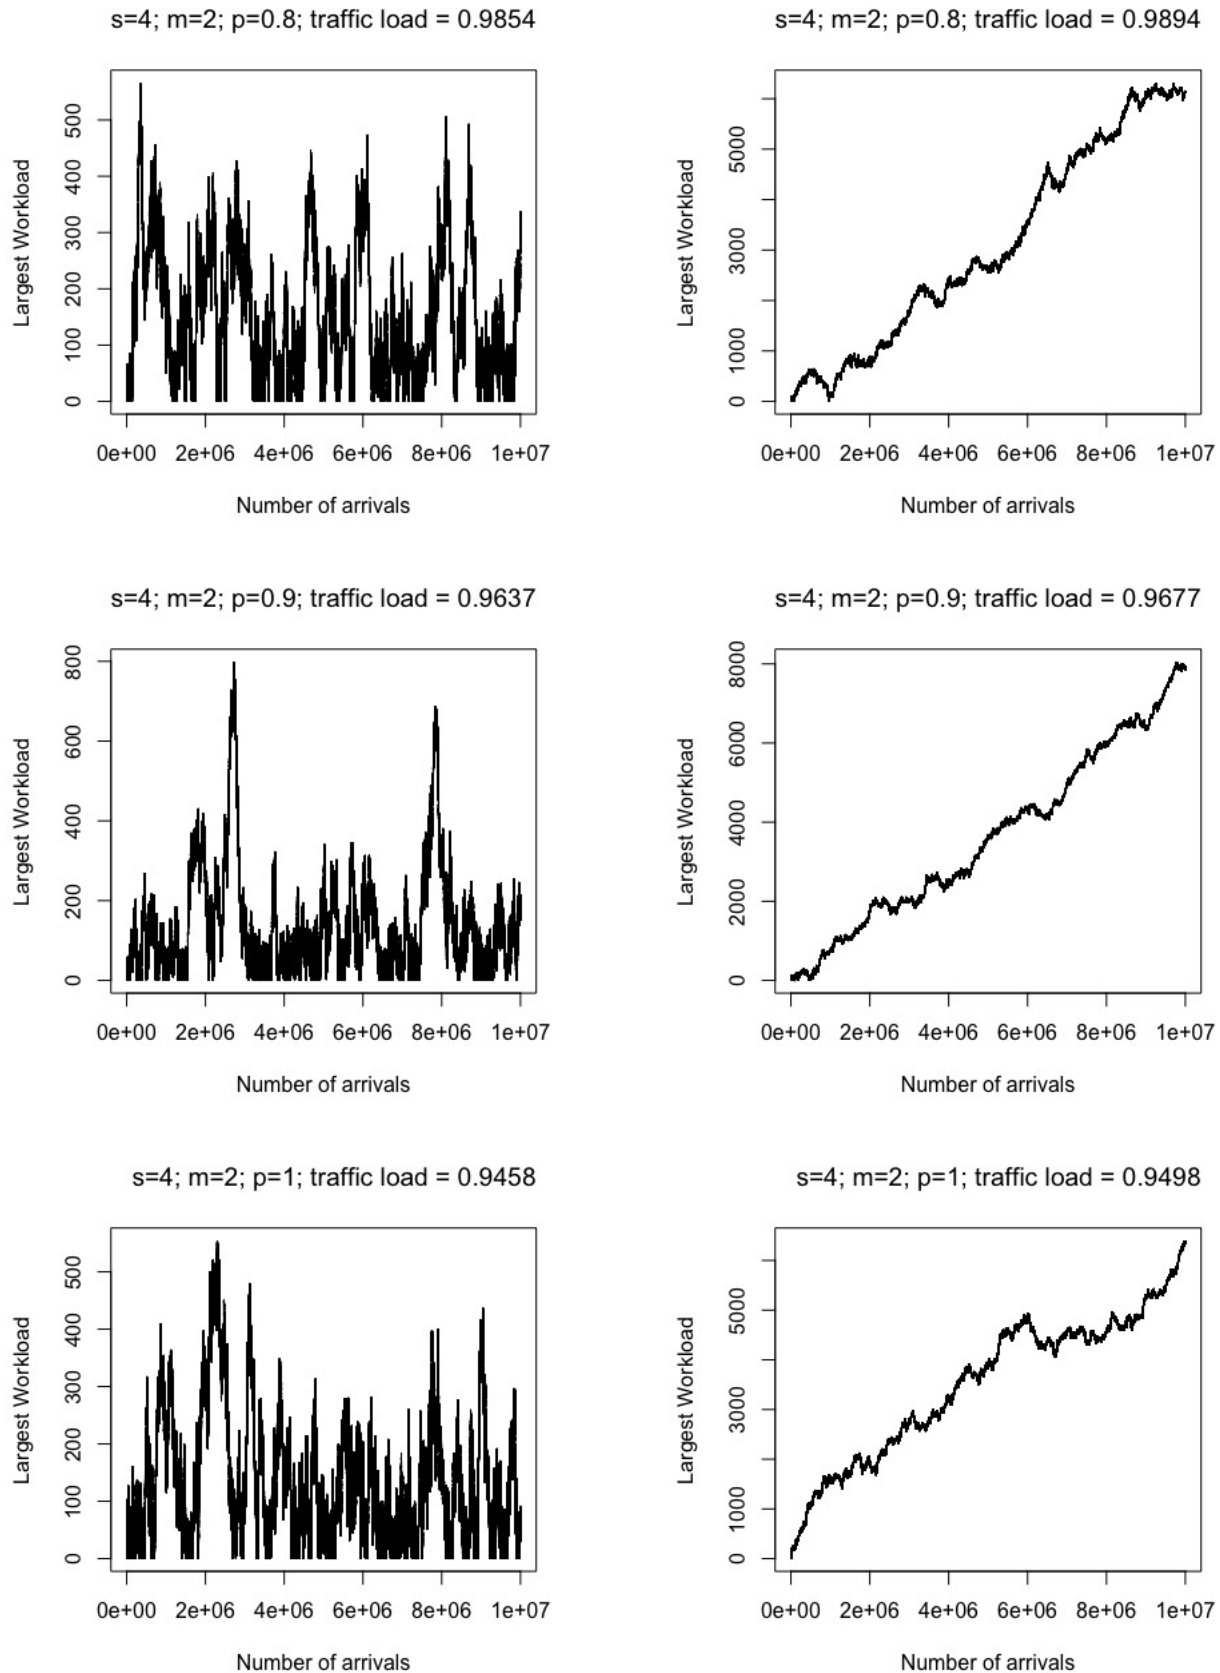 s=4; m=2; p=0.8; traffic load = 0.9854
Largest Workload
0 100 200 300 400 500
0e+00 2e+06 4e+06 6e+06 8e+06 1e+07
Number of arrivals
s=4; m=2; p=0.8; traffic load = 0.9894
Largest Workload
0 1000 3000 5000
0e+00 2e+06 4e+06 6e+06 8e+06 1e+07
Number of arrivals
s=4; m=2; p=0.9; traffic load = 0.9637
Largest Workload
0 200 400 600 800
0e+00 2e+06 4e+06 6e+06 8e+06 1e+07
Number of arrivals
s=4; m=2; p=0.9; traffic load = 0.9677
Largest Workload
0 2000 4000 6000 8000
0e+00 2e+06 4e+06 6e+06 8e+06 1e+07
Number of arrivals
s=4; m=2; p=1; traffic load = 0.9458
Largest Workload
0 100 200 300 400 500
0e+00 2e+06 4e+06 6e+06 8e+06 1e+07
Number of arrivals
s=4; m=2; p=1; traffic load = 0.9498
Largest Workload
0 1000 3000 5000
0e+00 2e+06 4e+06 6e+06 8e+06 1e+07
Number of arrivals